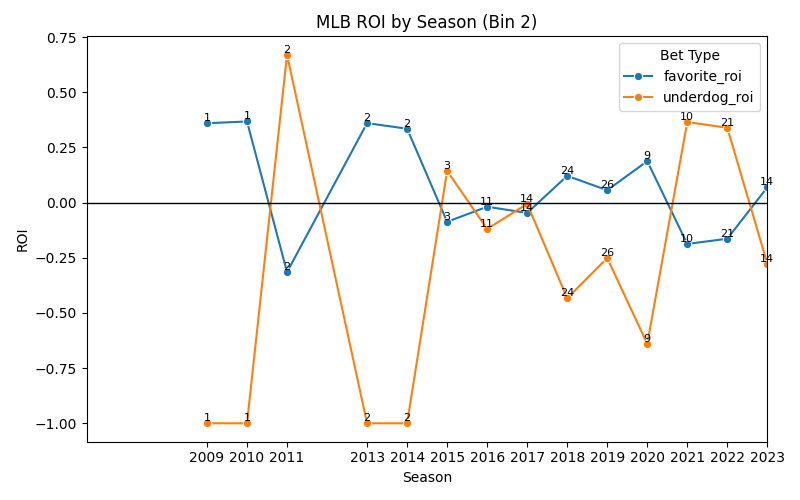 MLB ROI by Season (Bin 2)
Bet Type
favorite_roi
underdog_roi
ROI
0.75
0.50
0.25
0.00
−0.25
−0.50
−0.75
−1.00
1 1 2 2 2 3 11 14 24 26 9 10 21 14
1 1 2 2 2 3 11 14 24 26 9 10 21 14
2009 2010 2011 2013 2014 2015 2016 2017 2018 2019 2020 2021 2022 2023
Season